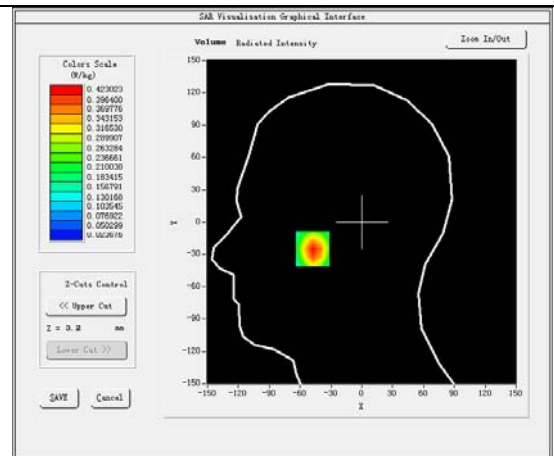 SAR Visualisation Graphical Interface
Volume Radiated Intensity
Zoom In/Out
Colors Scale
(W/kg)
0.423023
0.396400
0.369776
0.343153
0.316530
0.289907
0.263284
0.236661
0.210038
0.183415
0.156791
0.130168
0.103545
0.076922
0.050299
0.023676
150
120
90
60
30
0
-30
-60
-90
-120
-150
Y
-150 -120 -90 -60 -30 0 30 60 90 120 150
X
Z-Cuts Control
<< Upper Cut
Z = 3.2 mm
Lower Cut >>
SAVE Cancel